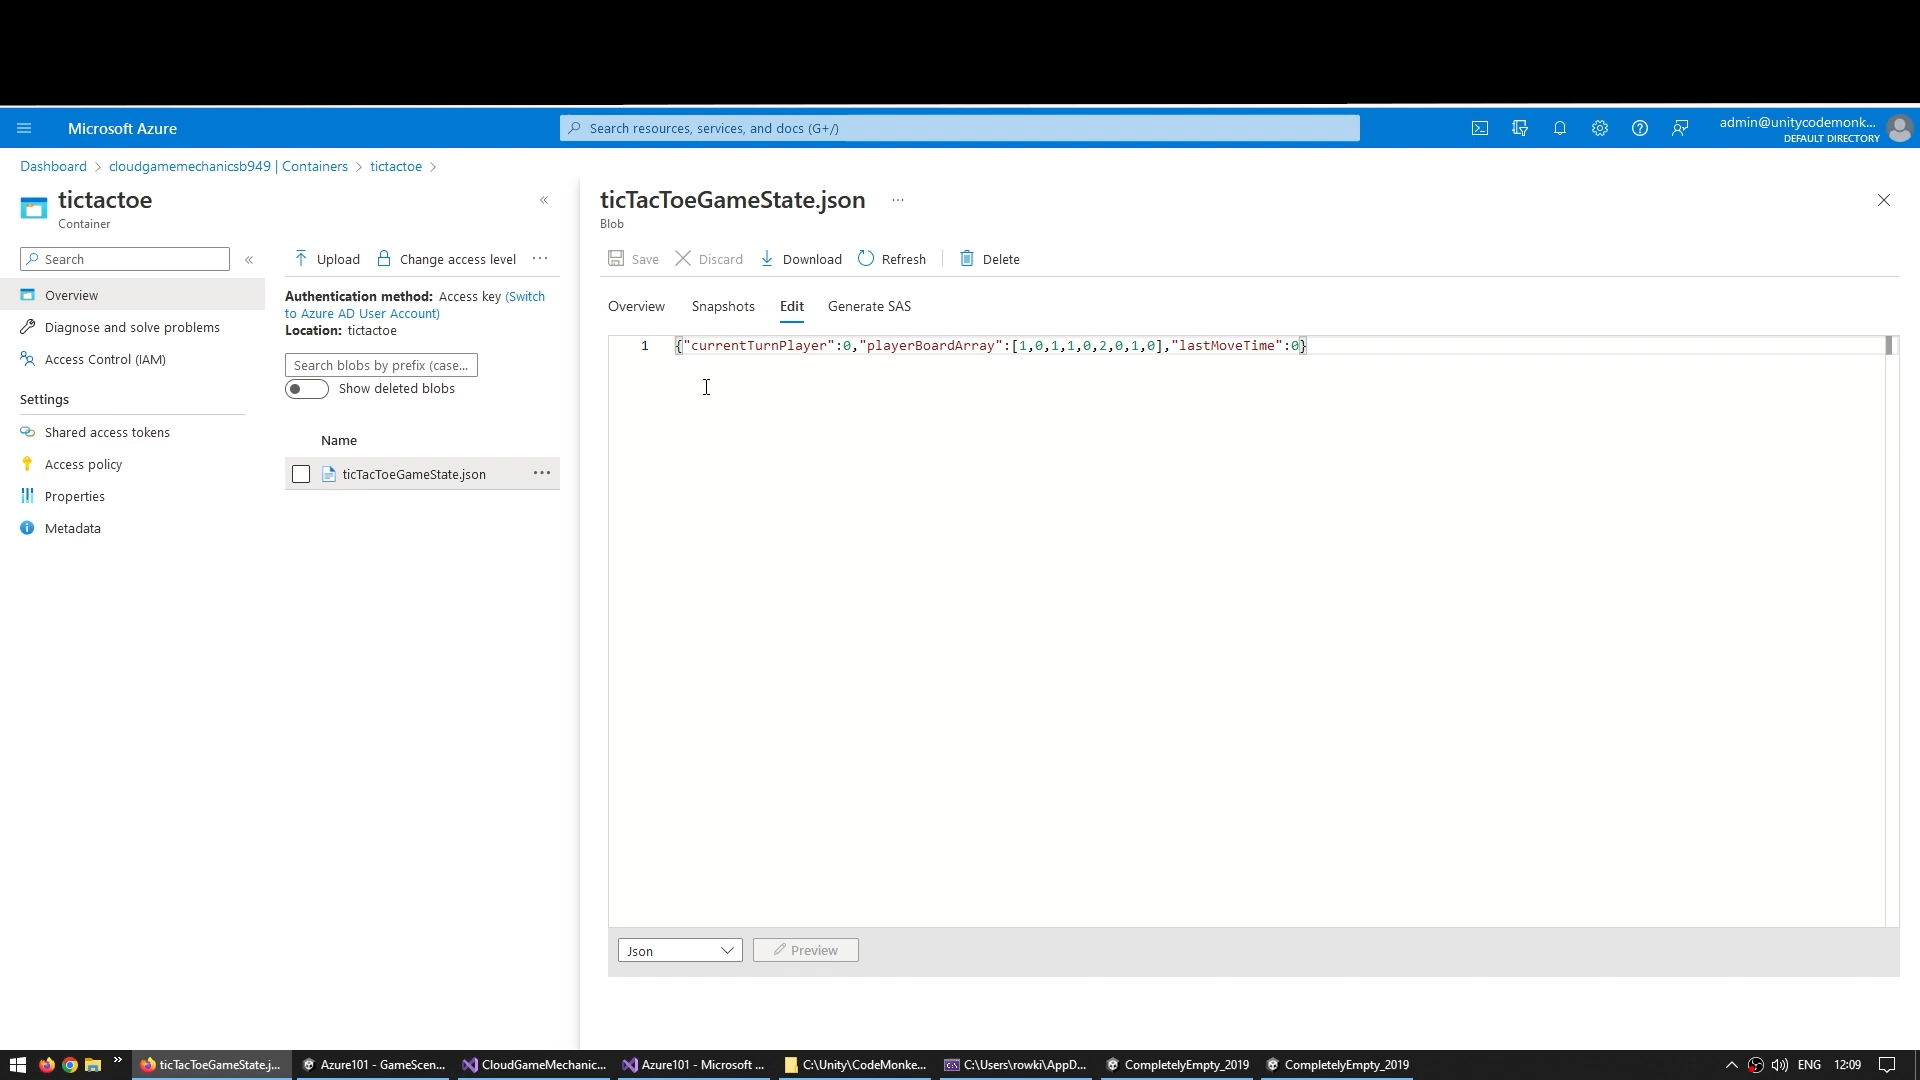 Microsoft Azure
Search resources, services, and docs (G+/)
admin@unitycodemonk...
DEFAULT DIRECTORY
Dashboard > cloudgamemechanicsb949 | Containers > tictactoe >
tictactoe
Container
«
ticTacToeGameState.json ...
Blob
Search
«
Upload
Change access level
...
Save
Discard
Download
Refresh
Delete
Overview
Diagnose and solve problems
Access Control (IAM)
Settings
Shared access tokens
Access policy
Properties
Metadata
Authentication method: Access key (Switch
to Azure AD User Account)
Location: tictactoe
Search blobs by prefix (case...
Show deleted blobs
Name
ticTacToeGameState.json ...
Overview
Snapshots
Edit
Generate SAS
1 {"currentTurnPlayer":0,"playerBoardArray":[1,0,1,1,0,2,0,1,0],"lastMoveTime":0}
Json
Preview
»
ticTacToeGameState.j...
Azure101 - GameScen...
CloudGameMechanic...
Azure101 - Microsoft ...
C:\Unity\CodeMonke...
C:\Users\rowki\AppD...
CompletelyEmpty_2019
CompletelyEmpty_2019
ENG
12:09